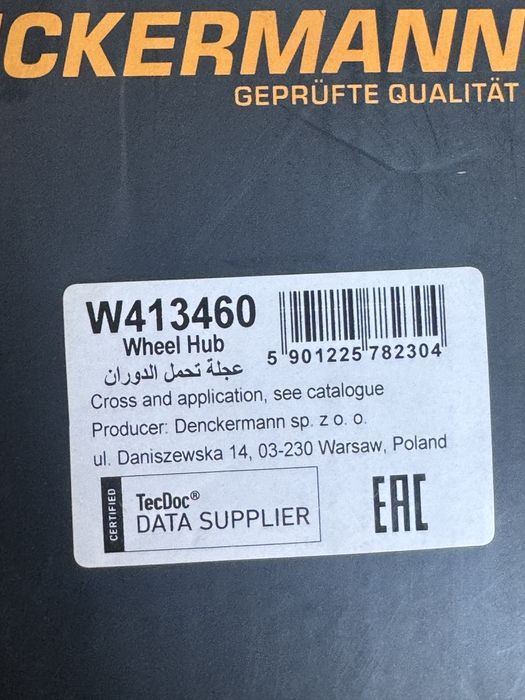 CKERMANN
GEPRÜFTE QUALITÄT
W413460
Wheel Hub
عجلة تحمل الدوران
5 901225 782304
Cross and application, see catalogue
Producer: Denckermann sp. z o. o.
ul. Daniszewska 14, 03-230 Warsaw, Poland
CERTIFIED
TecDoc®
DATA SUPPLIER
EAC